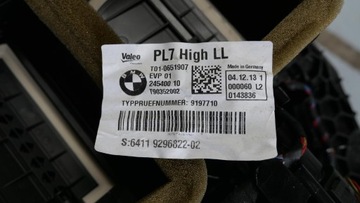 Valeo PL7 High LL
T01-0651907
EVP 01
245400 10
T98352002
Made in Germany
04.12.13 1
000060 L2
0143836
TYPPRUEFNUMMER: 9197710
S:6411 9296822-02